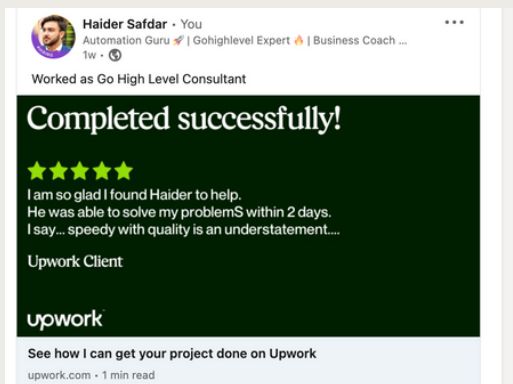 Haider Safdar • You
Automation Guru 🚀 | Gohighlevel Expert 🔥 | Business Coach ...
1w •
Worked as Go High Level Consultant
Completed successfully!
I am so glad I found Haider to help.
He was able to solve my problemS within 2 days.
I say... speedy with quality is an understatement....
Upwork Client
upwork
See how I can get your project done on Upwork
upwork.com • 1 min read